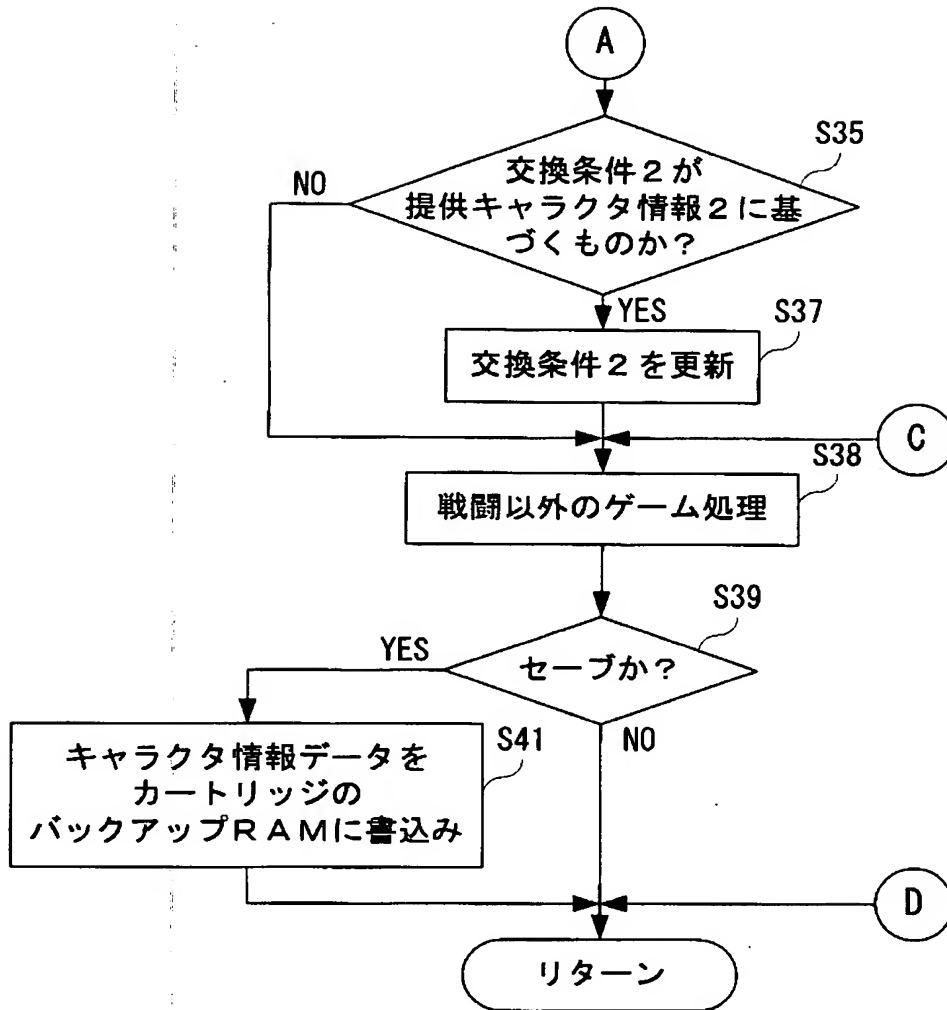 A
S35
交換条件2が
提供キャラクタ情報2に基
づくものか?
NO
YES
S37
交換条件2を更新
C
S38
戦闘以外のゲーム処理
S39
YES
セーブか?
NO
S41
キャラクタ情報データを
カートリッジの
バックアップRAMに書込み
D
リターン